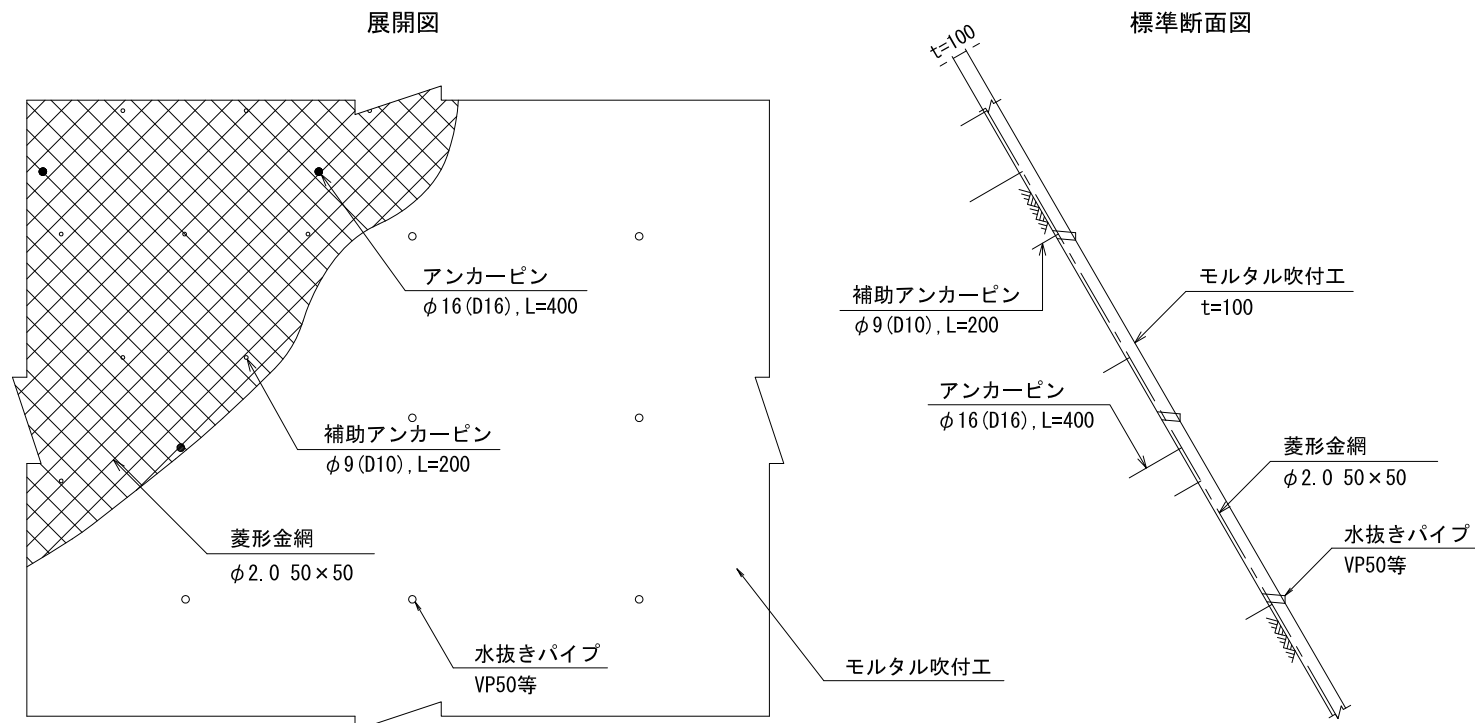 展開図
アンカーピン
φ16(D16), L=400
補助アンカーピン
φ9(D10), L=200
菱形金網
φ2.0 50×50
水抜きパイプ
VP50等
モルタル吹付工
標準断面図
t=100
補助アンカーピン
φ9(D10), L=200
モルタル吹付工
t=100
アンカーピン
φ16(D16), L=400
菱形金網
φ2.0 50×50
水抜きパイプ
VP50等